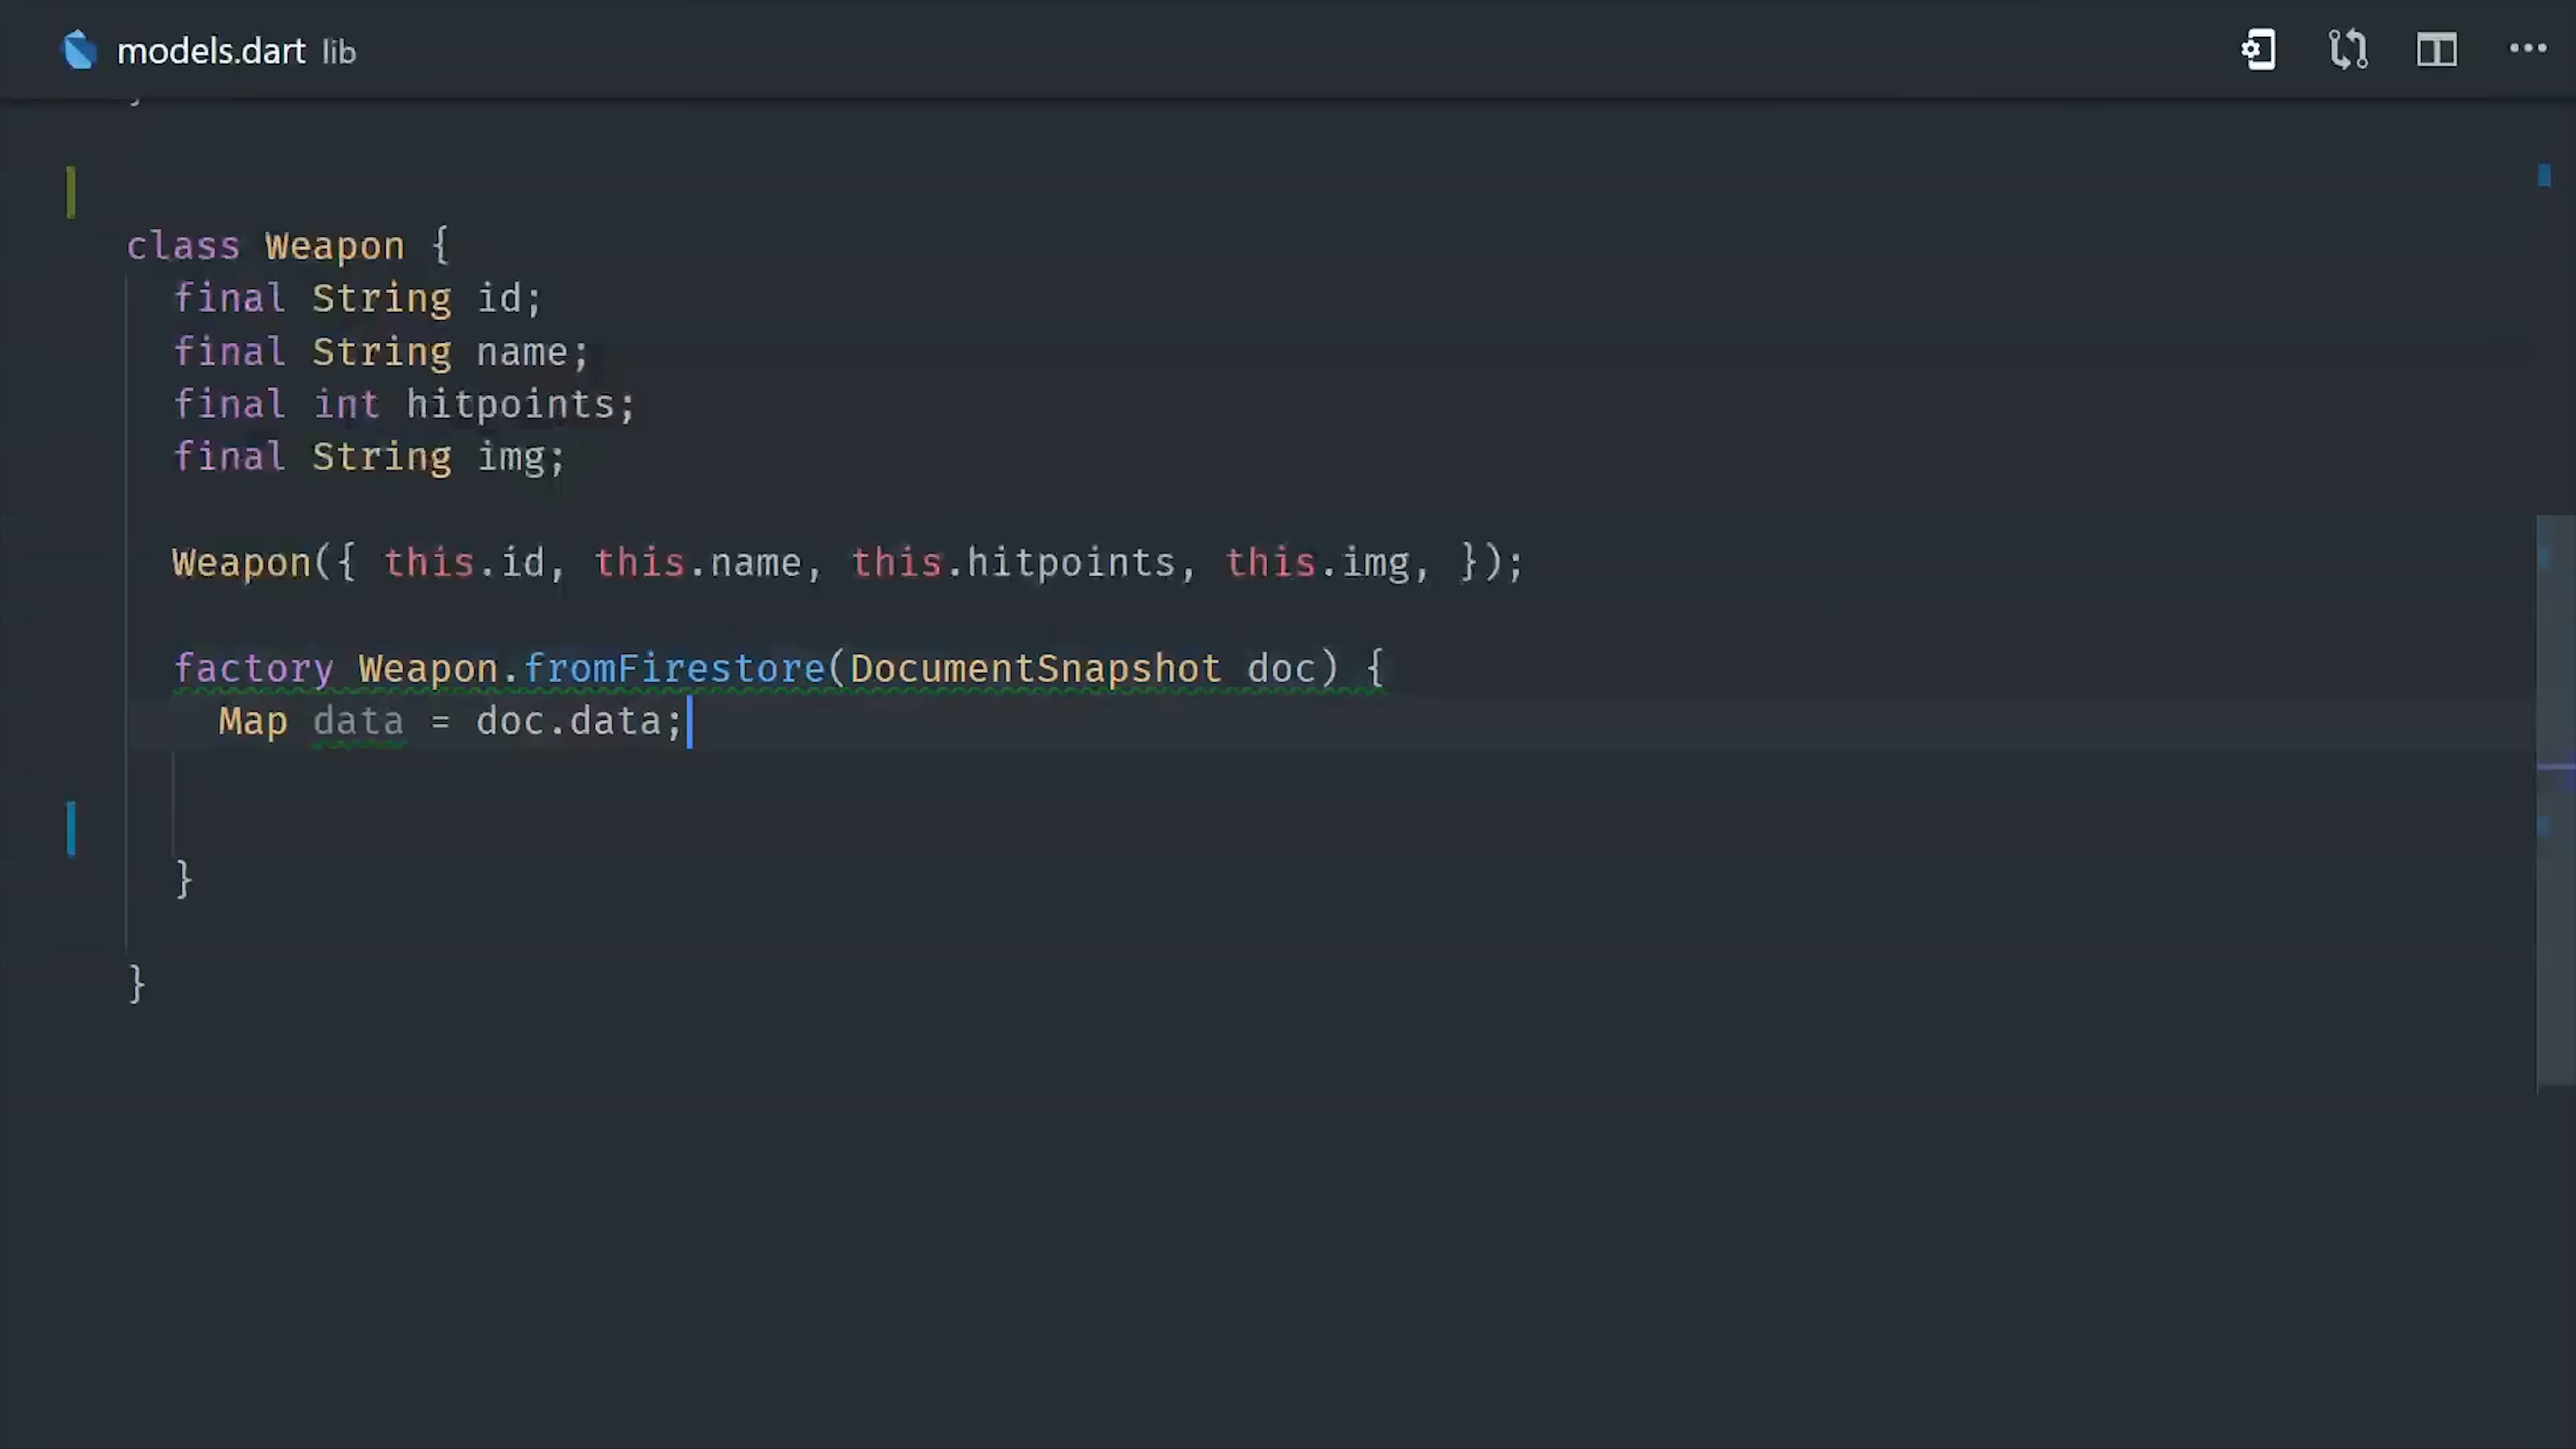 models.dart lib
}
class Weapon {
final String id;
final String name;
final int hitpoints;
final String img;
Weapon({ this.id, this.name, this.hitpoints, this.img, });
factory Weapon.fromFirestore(DocumentSnapshot doc) {
Map data = doc.data;
}
}